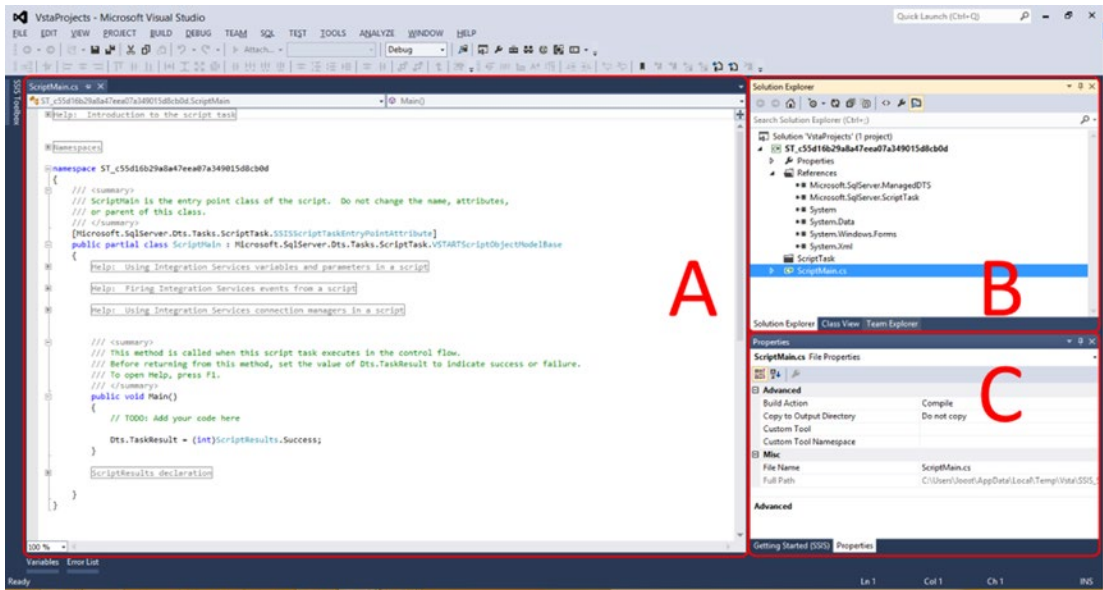 VstaProjects - Microsoft Visual Studio
Quick Launch (Ctrl+Q)
FILE EDIT VIEW PROJECT BUILD DEBUG TEAM SQL TEST TOOLS ANALYZE WINDOW HELP
Attach...
Debug
SSIS Toolbox
ScriptMain.cs
ST_c55d16b29a8a47eea07a349015d8cb0d.ScriptMain
Main()
Help: Introduction to the script task
Namespaces
namespace ST_c55d16b29a8a47eea07a349015d8cb0d
{
/// <summary>
/// ScriptMain is the entry point class of the script. Do not change the name, attributes,
/// or parent of this class.
/// </summary>
[Microsoft.SqlServer.Dts.Tasks.ScriptTask.SSISScriptTaskEntryPointAttribute]
public partial class ScriptMain : Microsoft.SqlServer.Dts.Tasks.ScriptTask.VSTARTScriptObjectModelBase
{
Help: Using Integration Services variables and parameters in a script
Help: Firing Integration Services events from a script
Help: Using Integration Services connection managers in a script
/// <summary>
/// This method is called when this script task executes in the control flow.
/// Before returning from this method, set the value of Dts.TaskResult to indicate success or failure.
/// To open Help, press F1.
/// </summary>
public void Main()
{
// TODO: Add your code here
Dts.TaskResult = (int)ScriptResults.Success;
}
ScriptResults declaration
}
}
100 %
A
Solution Explorer
Search Solution Explorer (Ctrl+;)
Solution 'VstaProjects' (1 project)
ST_c55d16b29a8a47eea07a349015d8cb0d
Properties
References
Microsoft.SqlServer.ManagedDTS
Microsoft.SqlServer.ScriptTask
System
System.Data
System.Windows.Forms
System.Xml
ScriptTask
ScriptMain.cs
B
Solution Explorer Class View Team Explorer
Properties
ScriptMain.cs File Properties
C
Advanced
Build Action Compile
Copy to Output Directory Do not copy
Custom Tool
Custom Tool Namespace
Misc
File Name ScriptMain.cs
Full Path C:\Users\Joost\AppData\Local\Temp\Vsta\SSIS_
Advanced
Getting Started (SSIS) Properties
Variables Error List
Ready
Ln 1 Col 1 Ch 1 INS